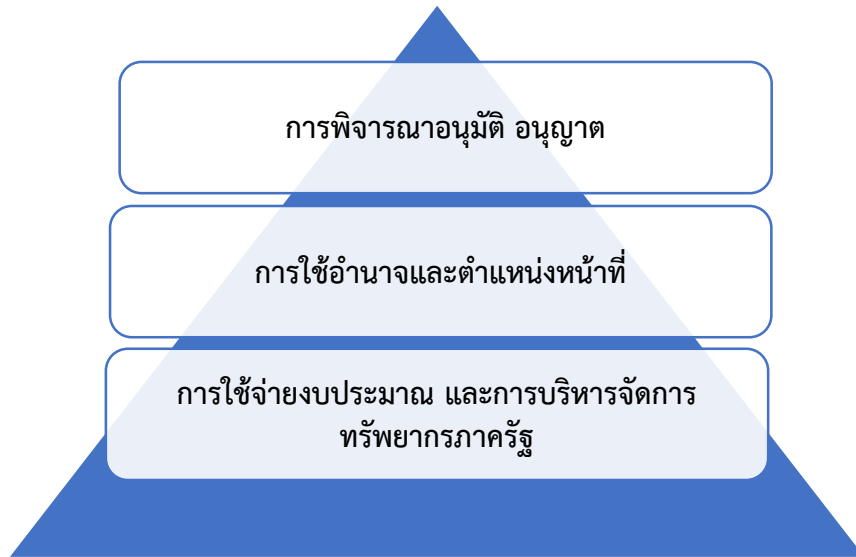 การพิจารณาอนุมัติ อนุญาต
การใช้อำนาจและตำแหน่งหน้าที่
การใช้จ่ายงบประมาณ และการบริหารจัดการ
ทรัพยากรภาครัฐ